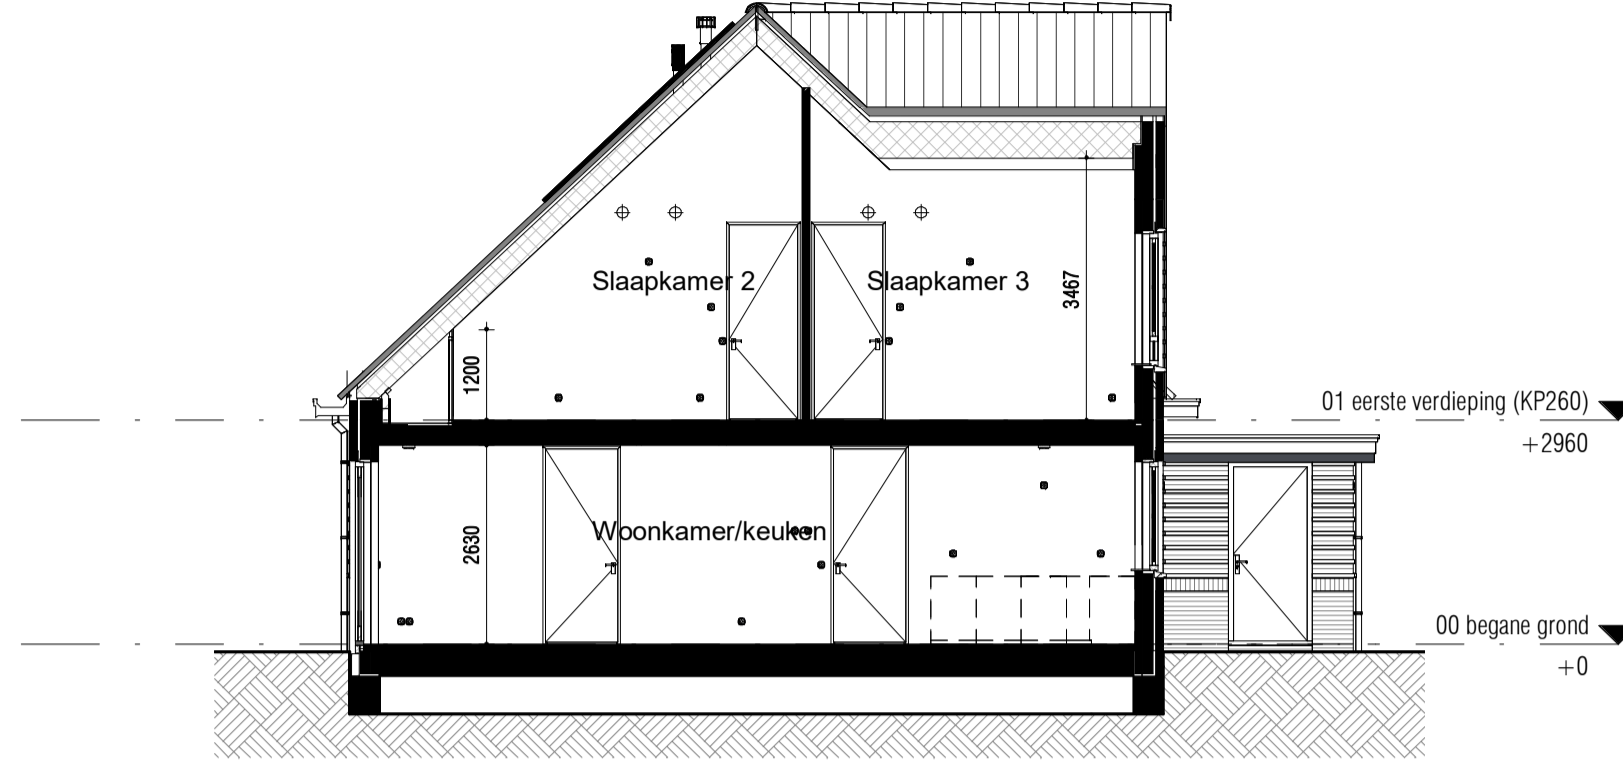 Slaapkamer 2
Slaapkamer 3
3467
1200
01 eerste verdieping (KP260)
+2960
Woonkamer/keuken
2630
00 begane grond
+0